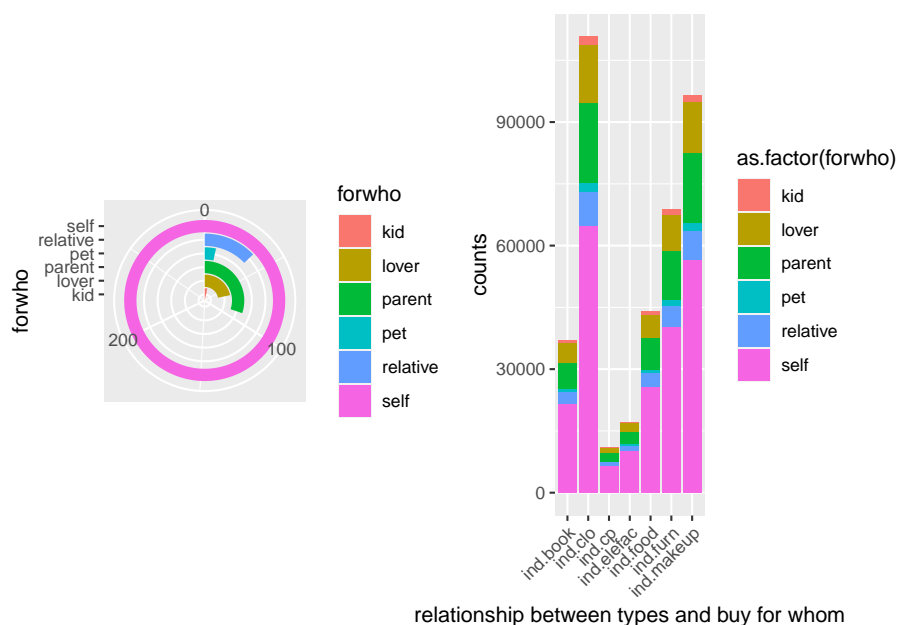 forwho
self
relative
pet
parent
lover
kid
0
100
200
forwho
kid
lover
parent
pet
relative
self
counts
90000
60000
30000
0
ind.book
ind.clo
ind.cp
ind.elefac
ind.food
ind.furn
ind.makeup
relationship between types and buy for whom
as.factor(forwho)
kid
lover
parent
pet
relative
self